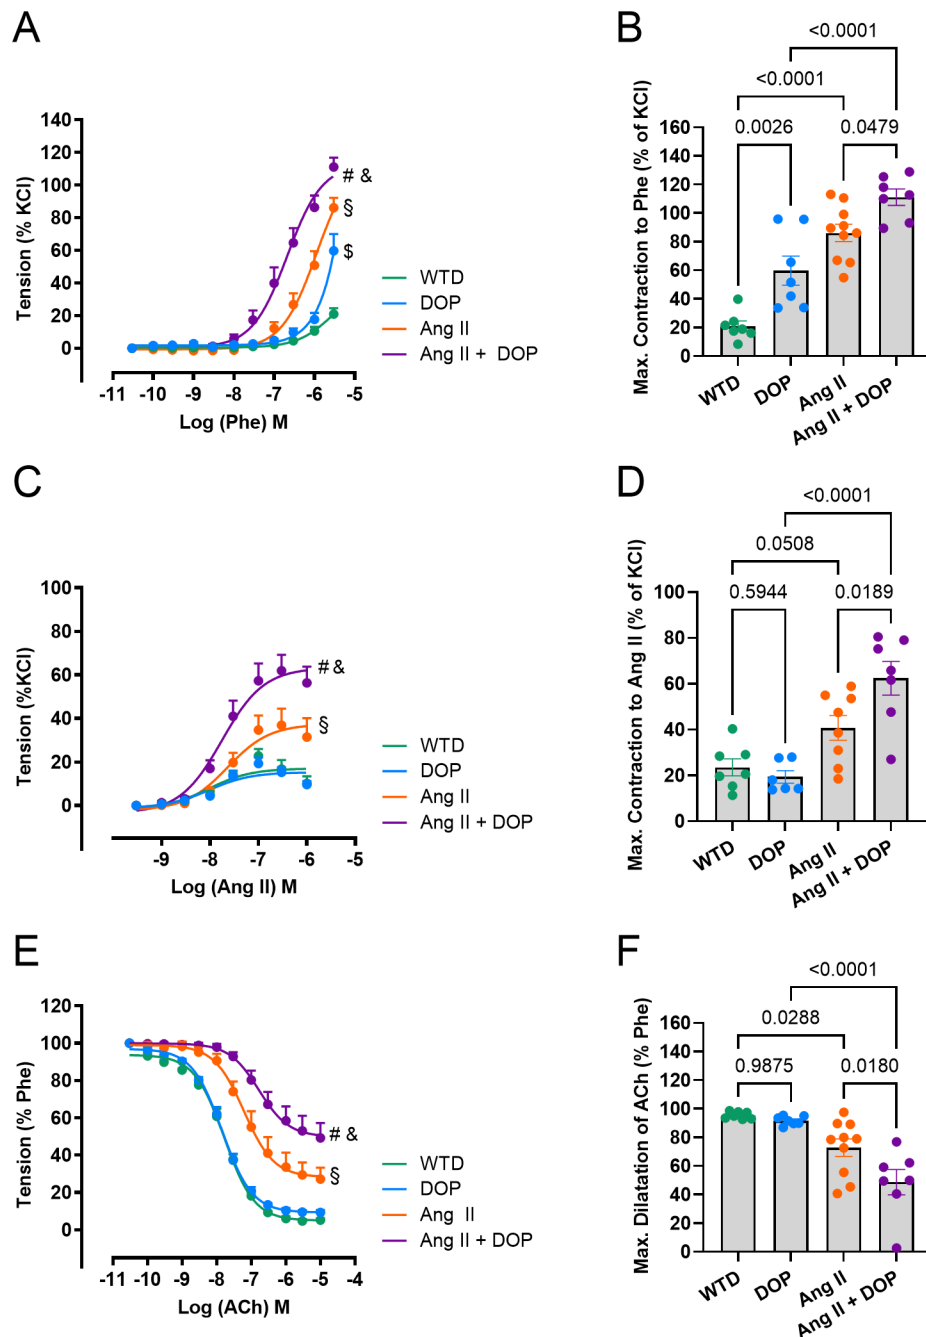 A
Tension (% KCl)
140
120
100
80
60
40
20
0
# &
§
$
WTD
DOP
Ang II
Ang II + DOP
-11 -10 -9 -8 -7 -6 -5
Log (Phe) M
B
Max. Contraction to Phe (% of KCl)
<0.0001
<0.0001
0.0026 0.0479
160
140
120
100
80
60
40
20
0
WTD DOP Ang II Ang II + DOP
C
Tension (%KCl)
100
80
60
40
20
0
# &
§
WTD
DOP
Ang II
Ang II + DOP
-9 -8 -7 -6 -5
Log (Ang II) M
D
Max. Contraction to Ang II (% of KCl)
<0.0001
0.0508
0.5944 0.0189
100
80
60
40
20
0
WTD DOP Ang II Ang II + DOP
E
Tension (% Phe)
120
100
80
60
40
20
0
# &
§
WTD
DOP
Ang II
Ang II + DOP
-11 -10 -9 -8 -7 -6 -5 -4
Log (ACh) M
F
Max. Dilatation of ACh (% Phe)
<0.0001
0.0288
0.9875 0.0180
160
140
120
100
80
60
40
20
0
WTD DOP Ang II Ang II + DOP